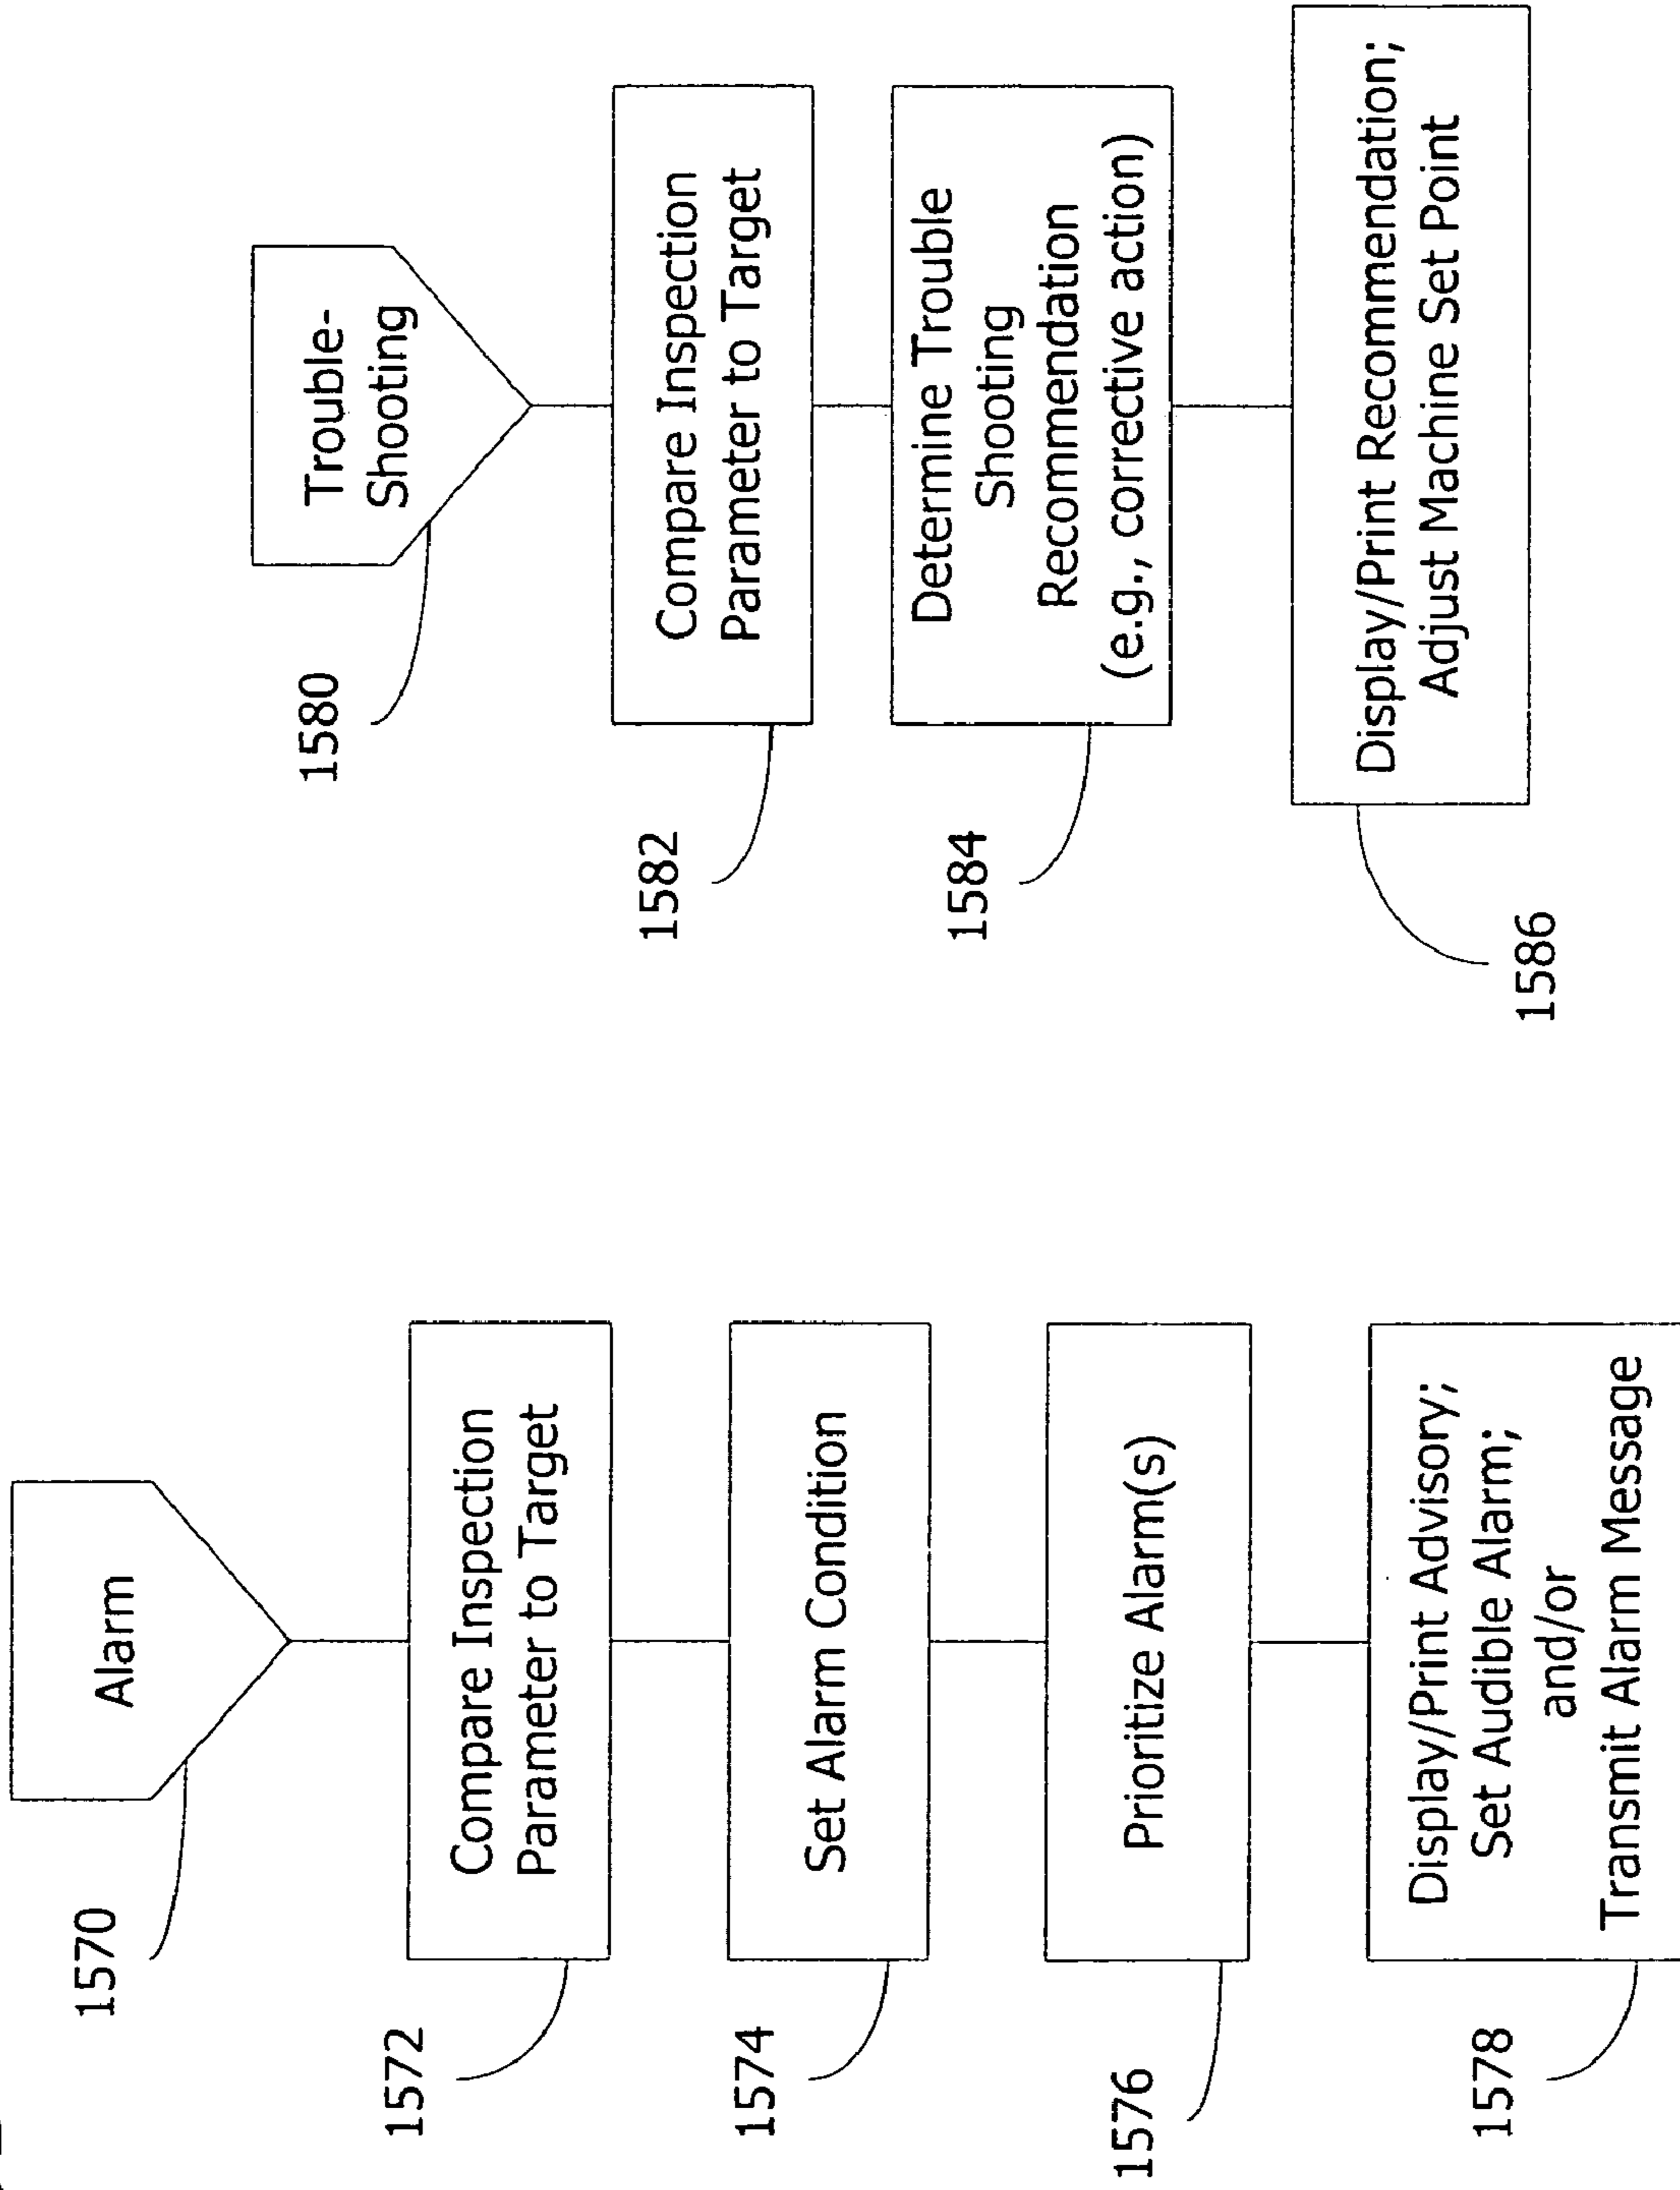 1570
Alarm
1572
Compare Inspection
Parameter to Target
1574
Set Alarm Condition
1576
Prioritize Alarm(s)
1578
Display/Print Advisory;
Set Audible Alarm;
and/or
Transmit Alarm Message
1580
Trouble-
Shooting
1582
Compare Inspection
Parameter to Target
1584
Determine Trouble
Shooting
Recommendation
(e.g., corrective action)
1586
Display/Print Recommendation;
Adjust Machine Set Point